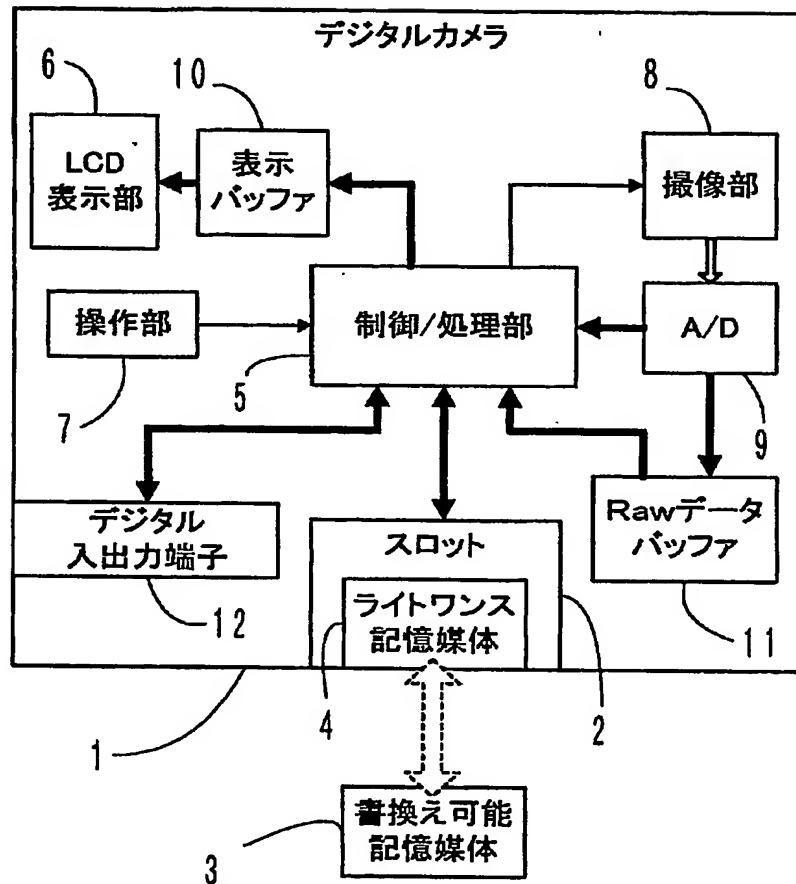 デジタルカメラ
6
10
8
LCD
表示部
表示
バッファ
撮像部
操作部
制御/処理部
A/D
7
5
9
デジタル
入出力端子
スロット
Rawデータ
バッファ
12
ライトワンス
記憶媒体
11
4
2
1
書換え可能
記憶媒体
3